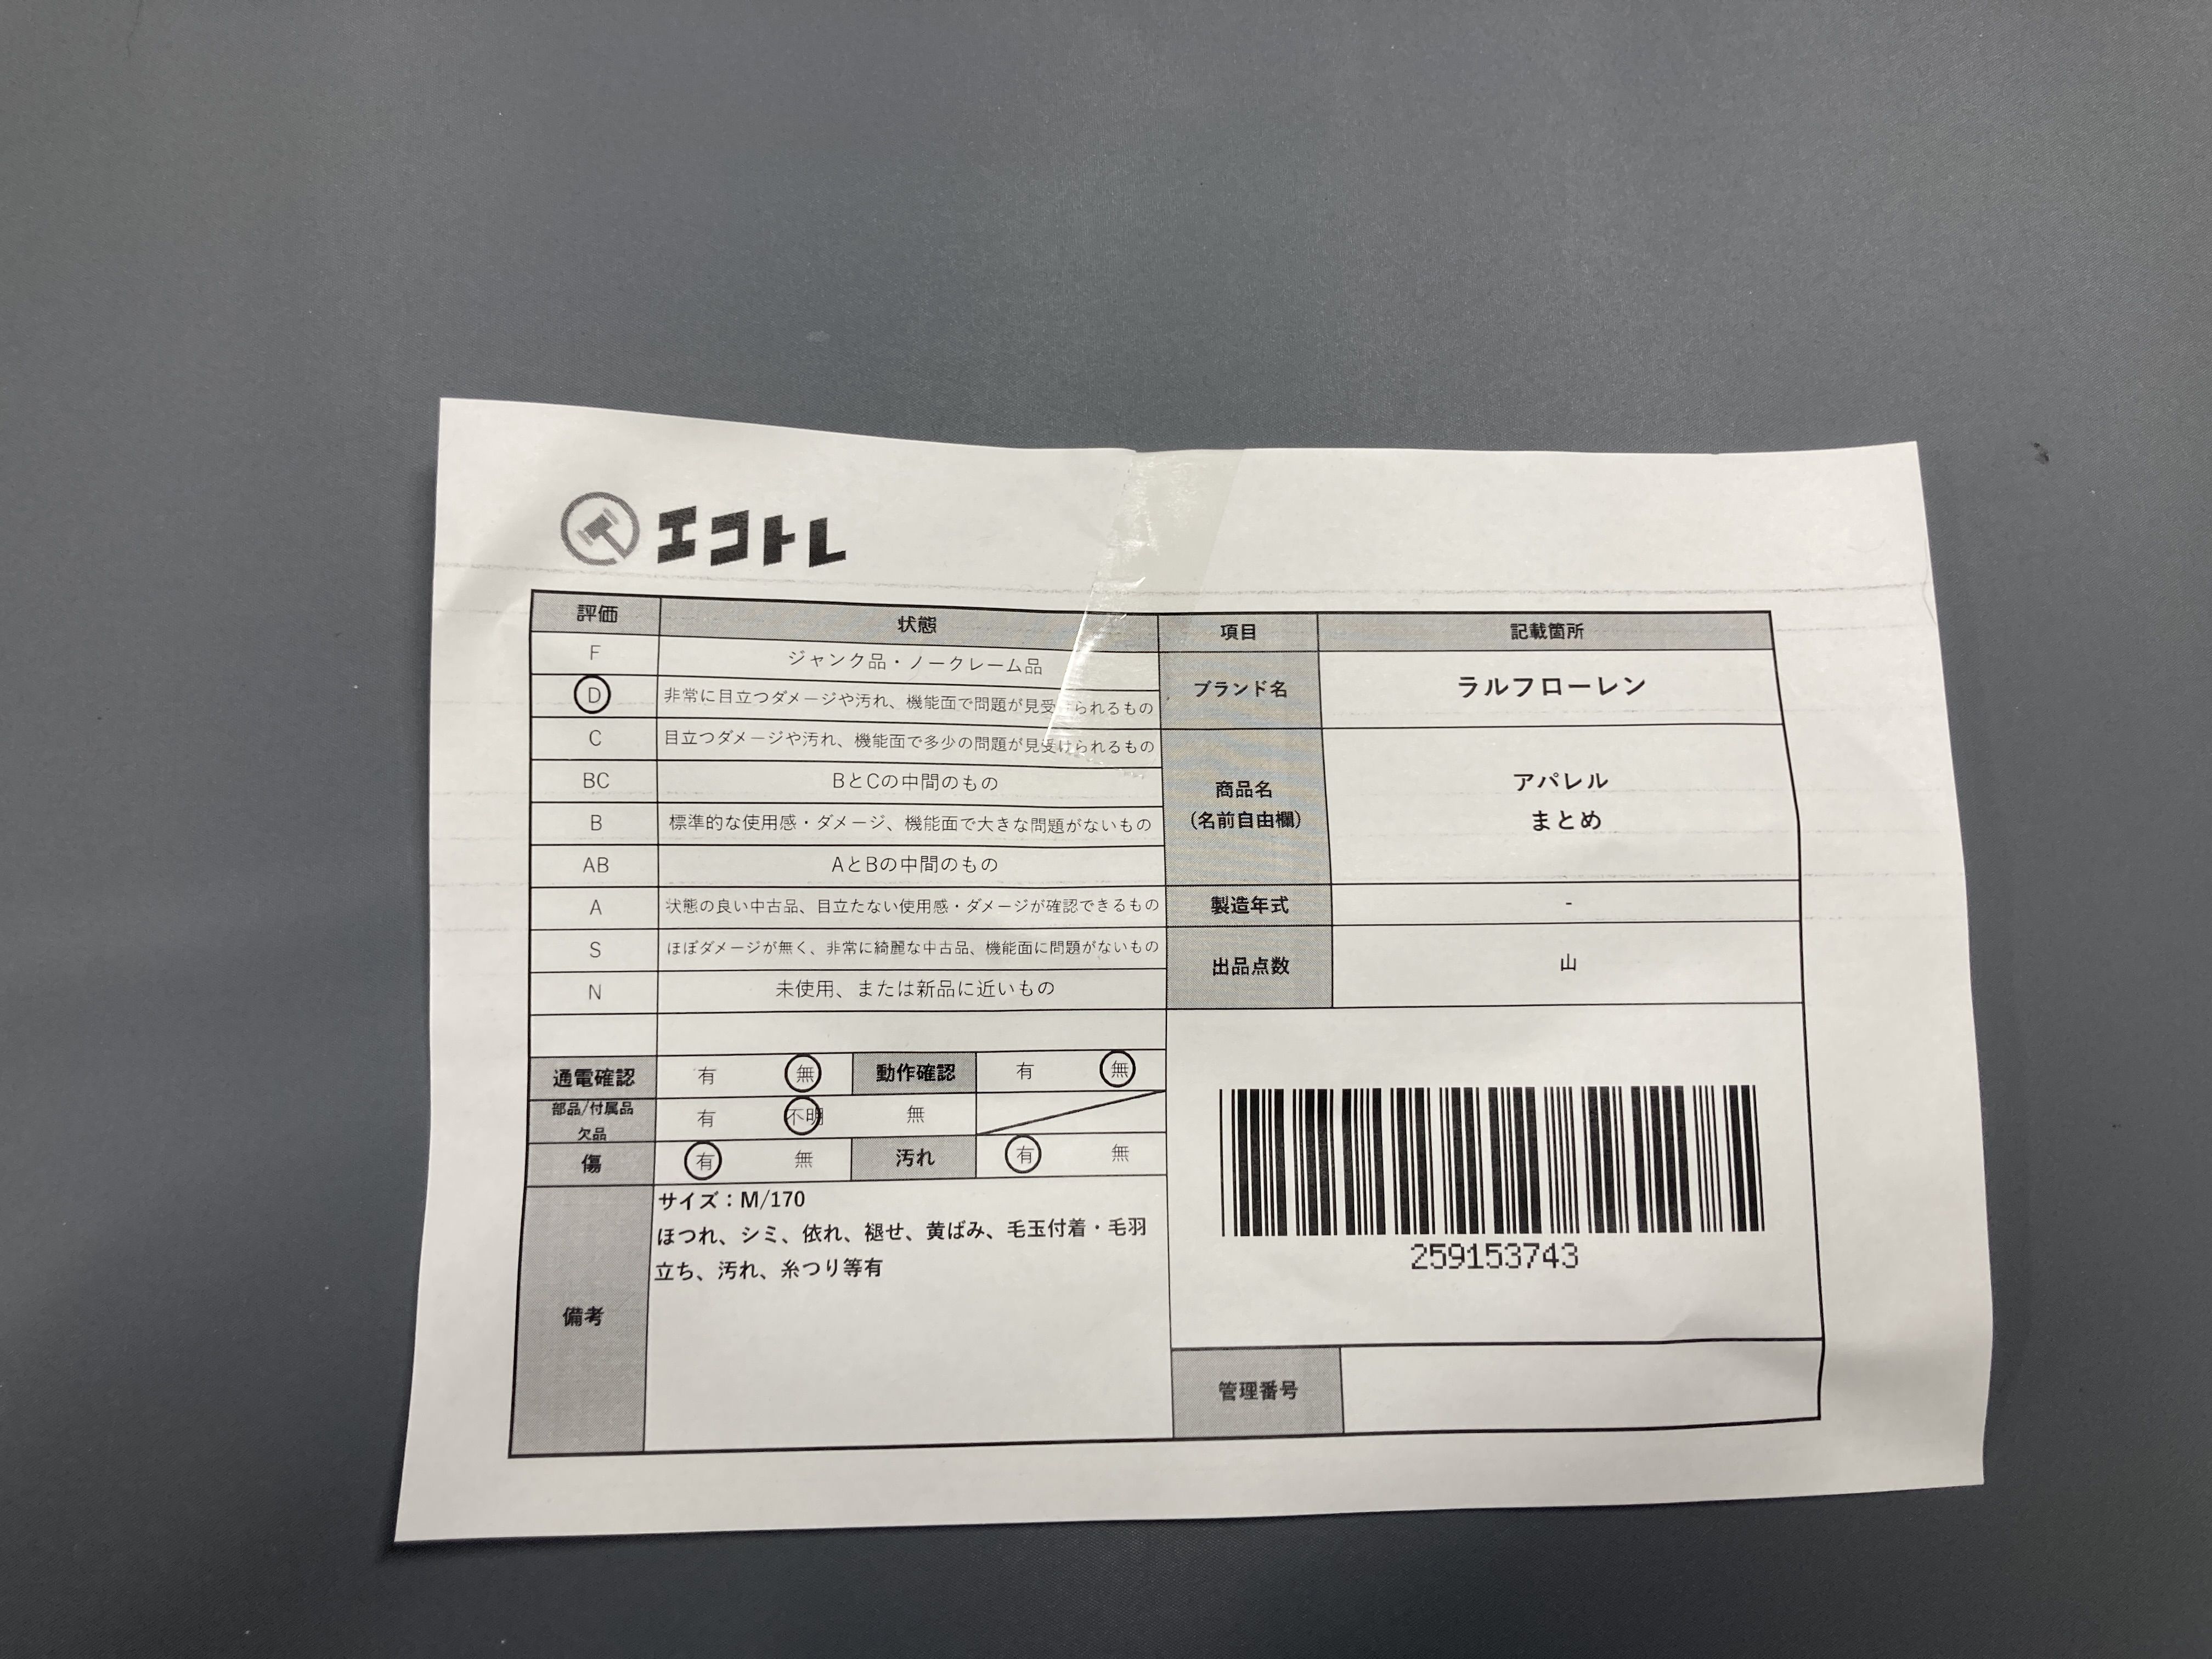 エコトレ
評価 状態
F ジャンク品・ノークレーム品
D 非常に目立つダメージや汚れ、機能面で問題が見受けられるもの
C 目立つダメージや汚れ、機能面で多少の問題が見受けられるもの
BC BとCの中間のもの
B 標準的な使用感・ダメージ、機能面で大きな問題がないもの
AB AとBの中間のもの
A 状態の良い中古品、目立たない使用感・ダメージが確認できるもの
S ほぼダメージが無く、非常に綺麗な中古品、機能面に問題がないもの
N 未使用、または新品に近いもの
通電確認 有 無 動作確認 有 無
部品/付属品
欠品
有 不明 無
傷 有 無 汚れ 有 無
備考
サイズ：M/170
ほつれ、シミ、依れ、褪せ、黄ばみ、毛玉付着・毛羽
立ち、汚れ、糸つり等有
項目 記載箇所
ブランド名 ラルフローレン
商品名
(名前自由欄)
アパレル
まとめ
製造年式 -
出品点数 山
259153743
管理番号